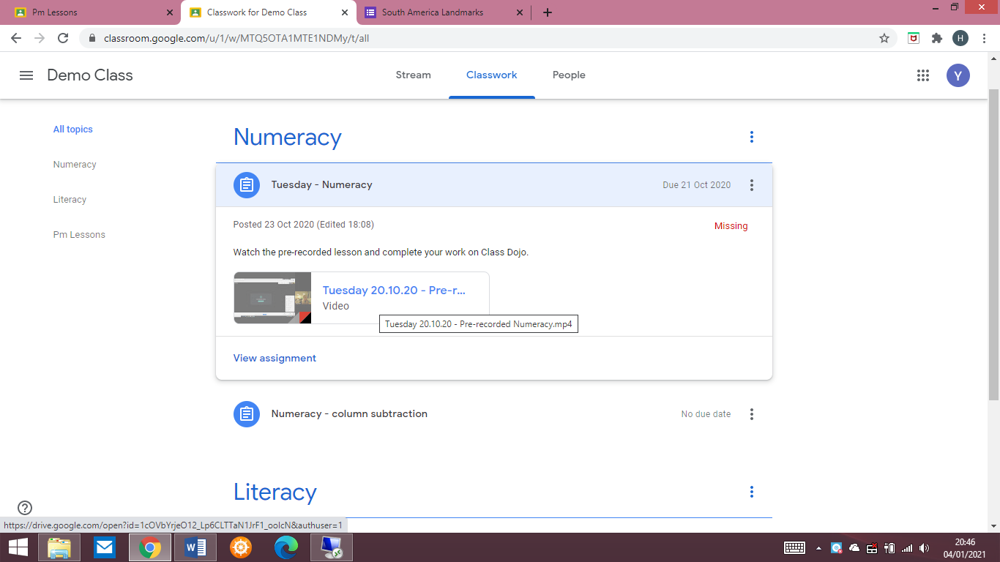 Pm Lessons
Classwork for Demo Class
South America Landmarks
classroom.google.com/u/1/w/MTQ5OTA1MTE1NDMy/t/all
H
Demo Class
Stream
Classwork
People
Y
All topics
Numeracy
Literacy
Pm Lessons
Numeracy
Tuesday - Numeracy
Due 21 Oct 2020
Posted 23 Oct 2020 (Edited 18:08)
Missing
Watch the pre-recorded lesson and complete your work on Class Dojo.
Tuesday 20.10.20 - Pre-r...
Video
Tuesday 20.10.20 - Pre-recorded Numeracy.mp4
View assignment
Numeracy - column subtraction
No due date
Literacy
https://drive.google.com/open?id=1cOVbYrjeO12_Lp6CLTTaN1JrF1_oolcN&authuser=1
20:46
04/01/2021